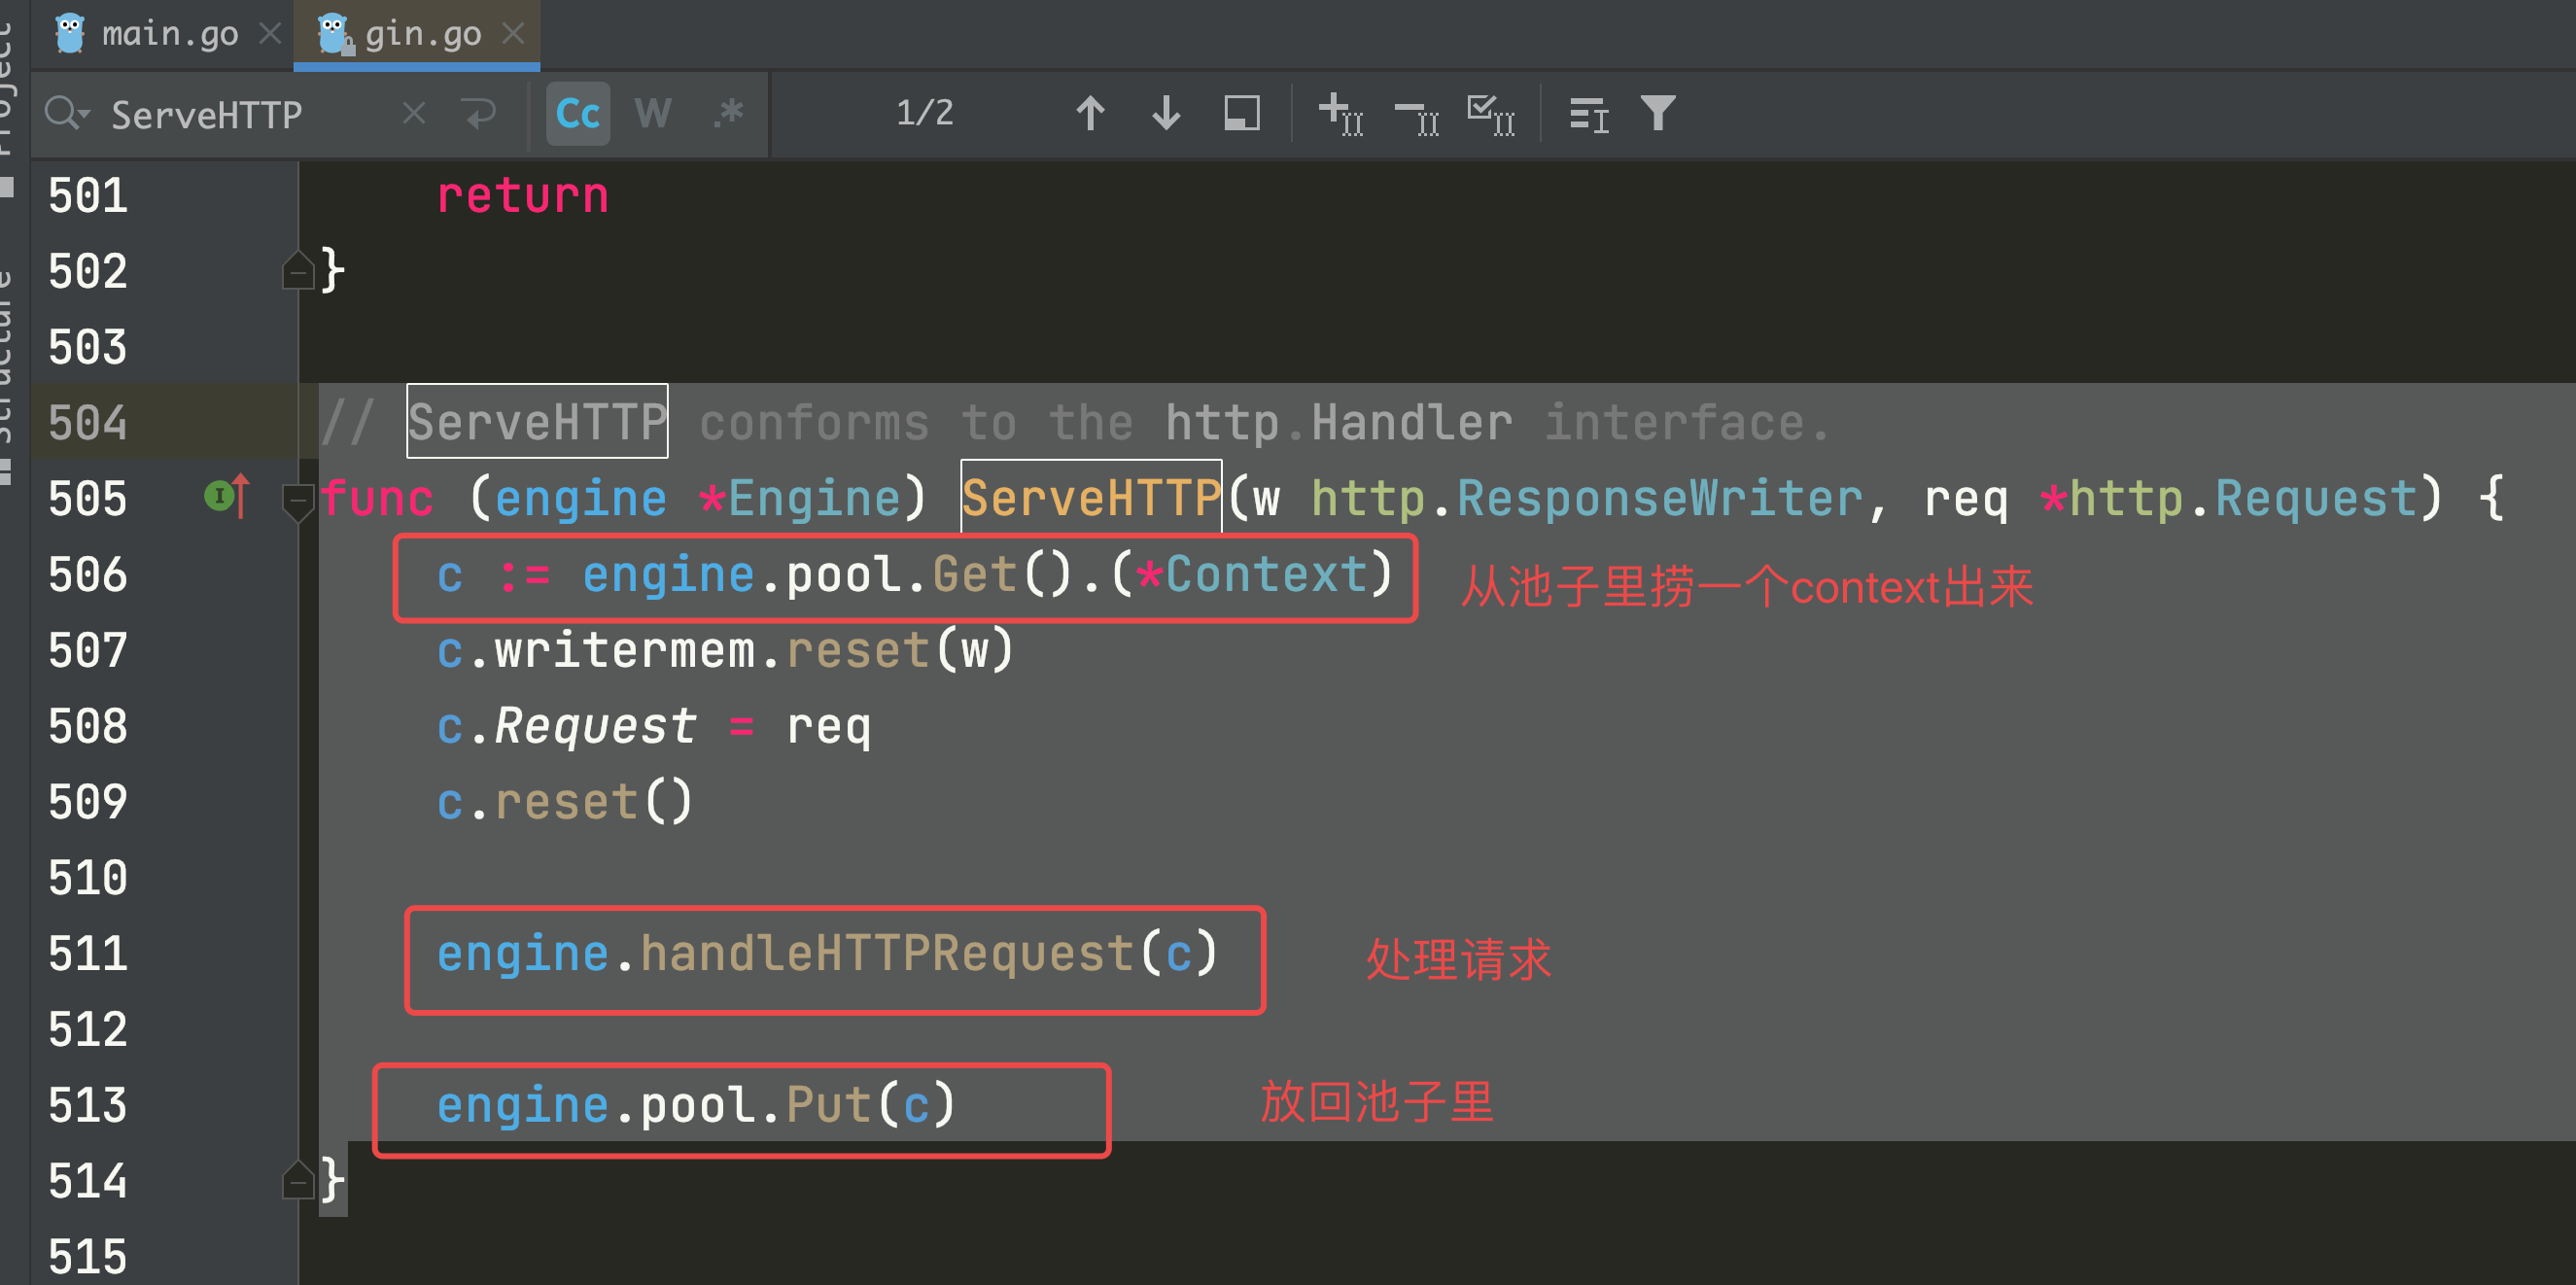 Project
Structure
main.go
gin.go
ServeHTTP
Cc W .*
1/2
501 return
502 }
503
504 // ServeHTTP conforms to the http.Handler interface.
505 func (engine *Engine) ServeHTTP(w http.ResponseWriter, req *http.Request) {
506 c := engine.pool.Get().(*Context) 从池子里捞一个context出来
507 c.writermem.reset(w)
508 c.Request = req
509 c.reset()
510
511 engine.handleHTTPRequest(c) 处理请求
512
513 engine.pool.Put(c) 放回池子里
514 }
515